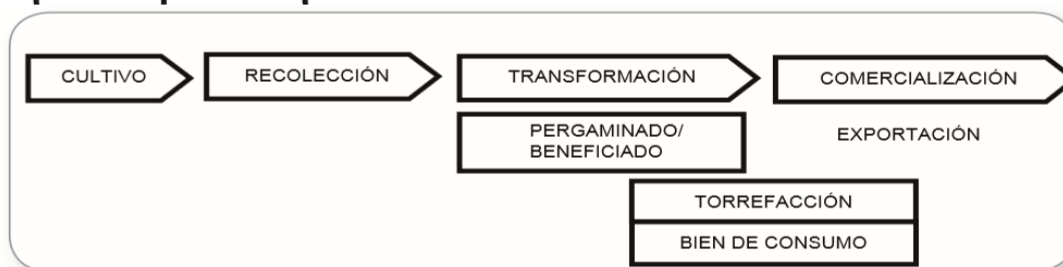 CULTIVO
RECOLECCIÓN
TRANSFORMACIÓN
COMERCIALIZACIÓN
PERGAMINADO/
BENEFICIADO
EXPORTACIÓN
TORREFACCIÓN
BIEN DE CONSUMO